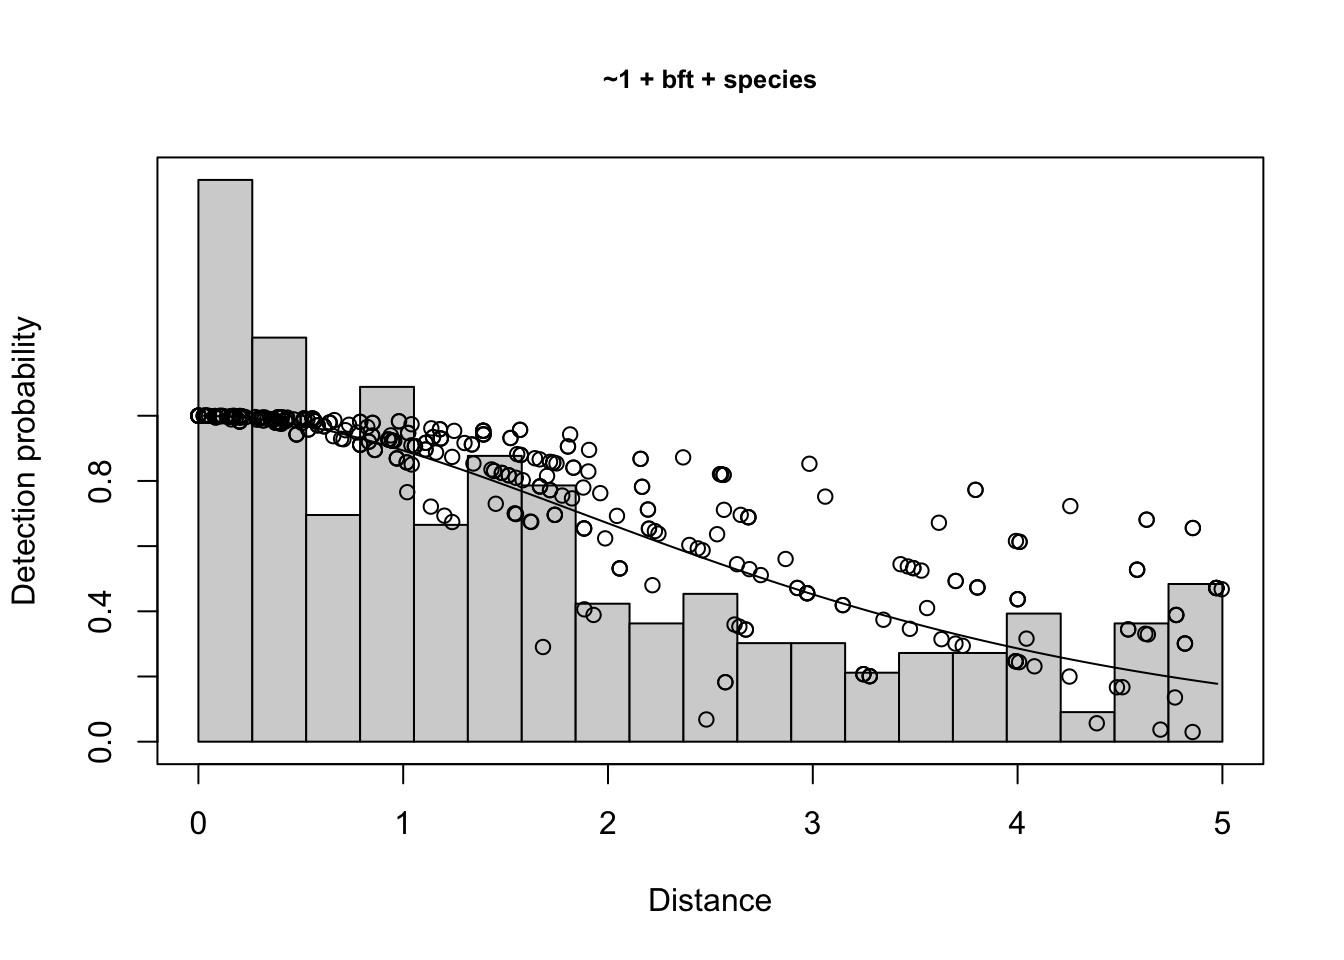 ~1 + bft + species
Detection probability
0.8
0.4
0.0
0 1 2 3 4 5
Distance